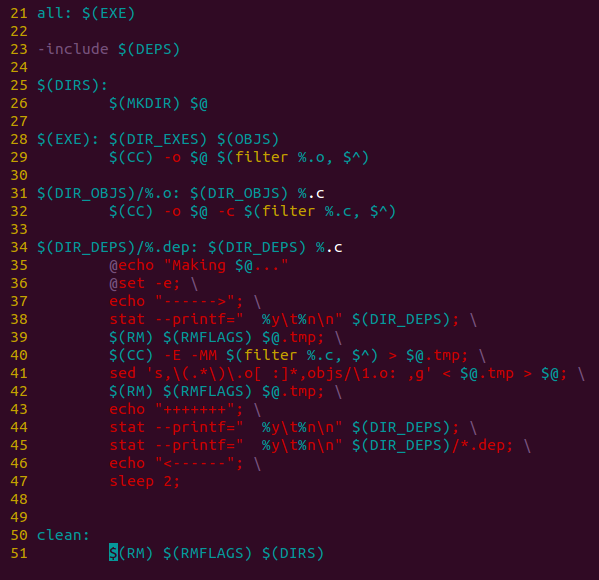 21 all: $(EXE)
22
23 -include $(DEPS)
24
25 $(DIRS):
26         $(MKDIR) $@
27
28 $(EXE): $(DIR_EXES) $(OBJS)
29         $(CC) -o $@ $(filter %.o, $^)
30
31 $(DIR_OBJS)/%.o: $(DIR_OBJS) %.c
32         $(CC) -o $@ -c $(filter %.c, $^)
33
34 $(DIR_DEPS)/%.dep: $(DIR_DEPS) %.c
35         @echo "Making $@..."
36         @set -e; \
37         echo "------>"; \
38         stat --printf="  %y\t%n\n" $(DIR_DEPS); \
39         $(RM) $(RMFLAGS) $@.tmp; \
40         $(CC) -E -MM $(filter %.c, $^) > $@.tmp; \
41         sed 's,\(.*\)\.o[ :]*,objs/\1.o: ,g' < $@.tmp > $@; \
42         $(RM) $(RMFLAGS) $@.tmp; \
43         echo "+++++++"; \
44         stat --printf="  %y\t%n\n" $(DIR_DEPS); \
45         stat --printf="  %y\t%n\n" $(DIR_DEPS)/*.dep; \
46         echo "<------"; \
47         sleep 2;
48
49
50 clean:
51         $(RM) $(RMFLAGS) $(DIRS)